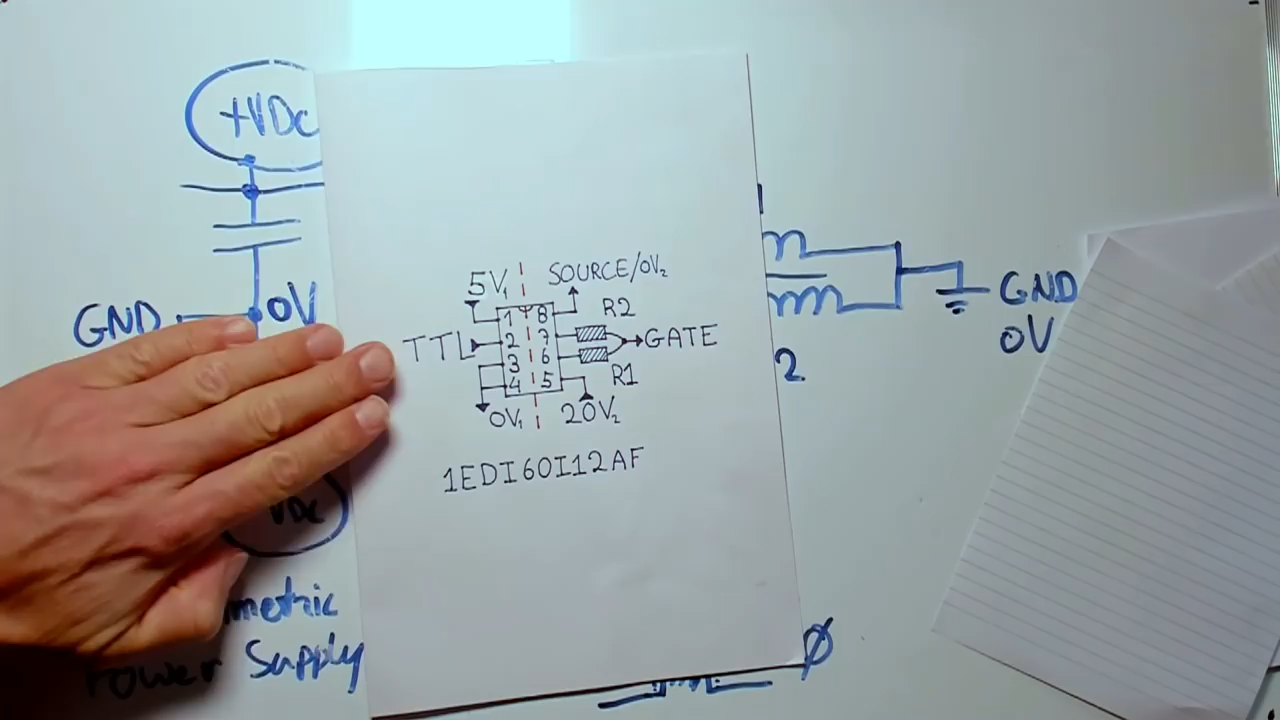 +VDC
GND
0V
VDC
metric
Power Supply
5V₁
SOURCE/0V₂
1 8
R2
TTL
2 7
GATE
3 6
4 5
R1
0V₁
20V₂
1EDI60I12AF
2
GND
0V
Ø